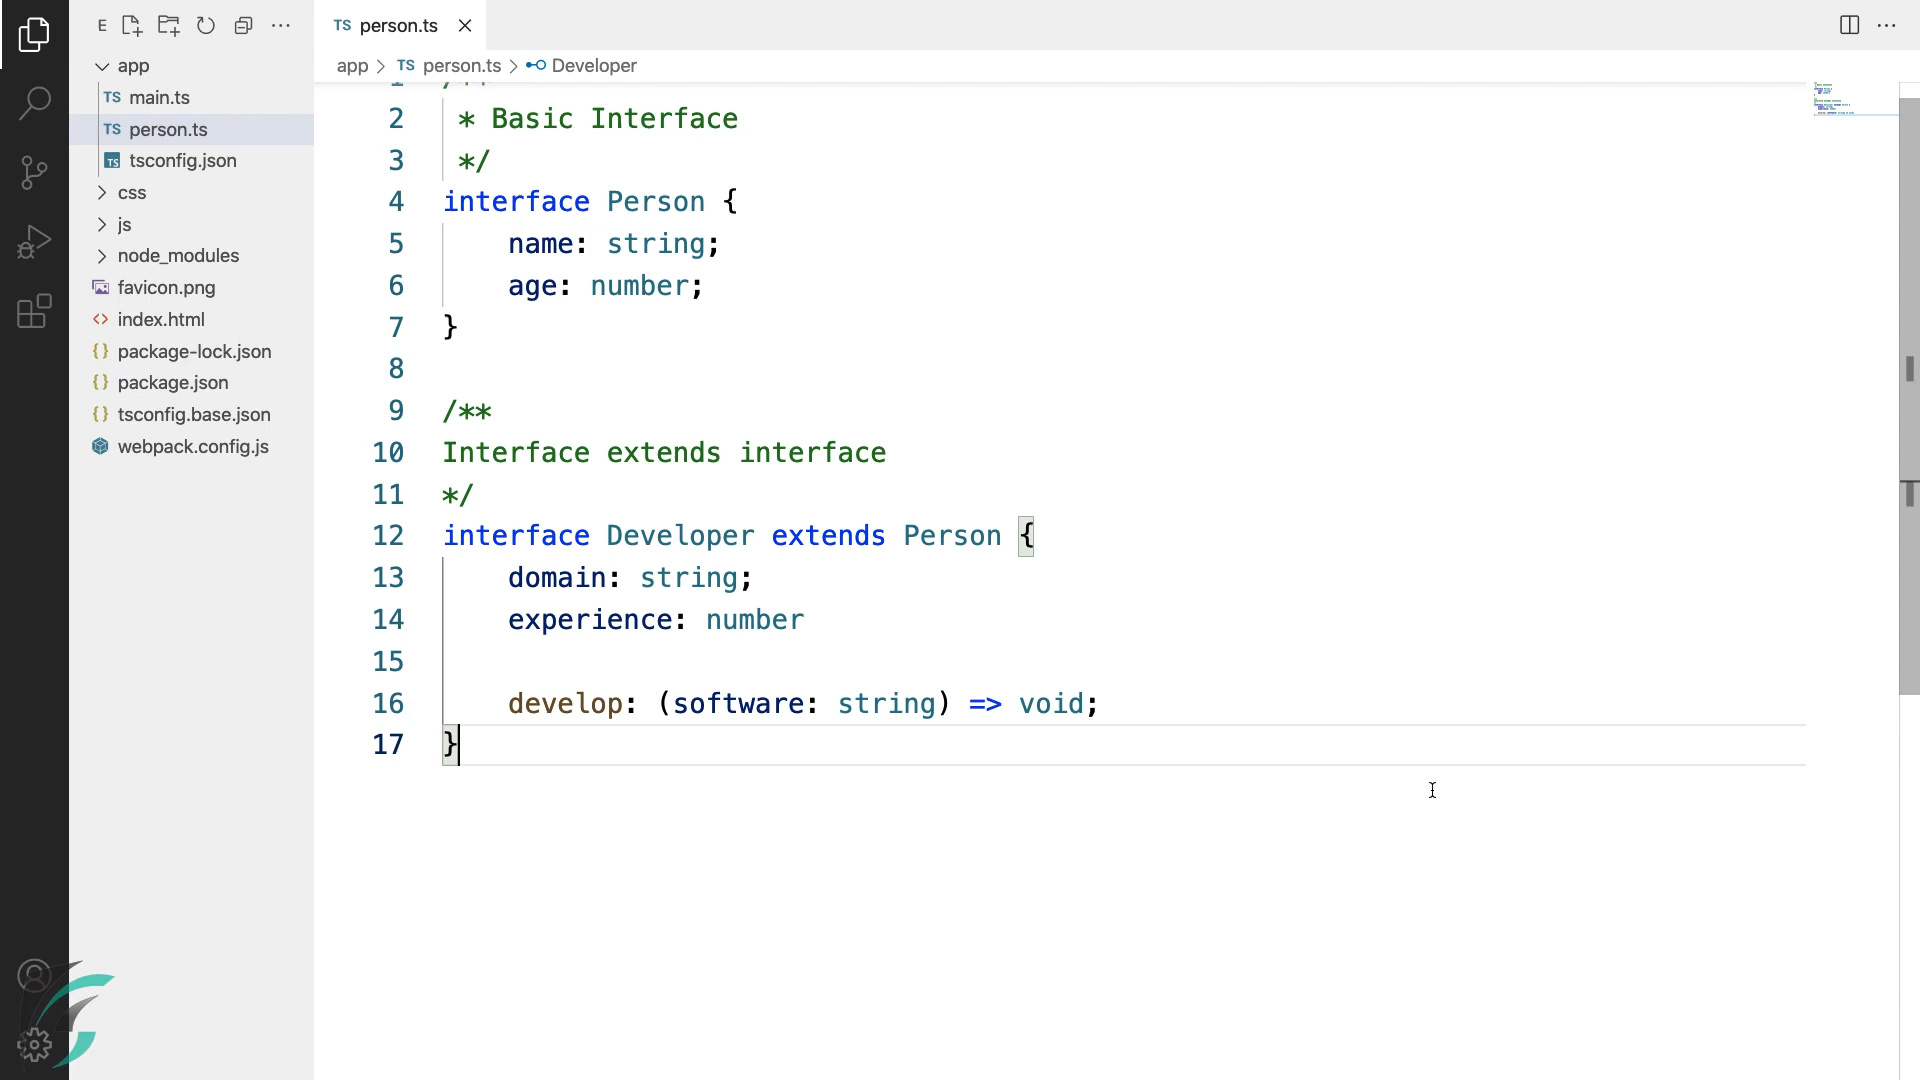 E
TS person.ts
app > TS person.ts > Developer
app
TS main.ts
TS person.ts
TS tsconfig.json
css
js
node_modules
favicon.png
<> index.html
{} package-lock.json
{} package.json
{} tsconfig.base.json
webpack.config.js
2 * Basic Interface
3 */
4 interface Person {
5 name: string;
6 age: number;
7 }
8
9 /**
10 Interface extends interface
11 */
12 interface Developer extends Person {
13 domain: string;
14 experience: number
15
16 develop: (software: string) => void;
17 }